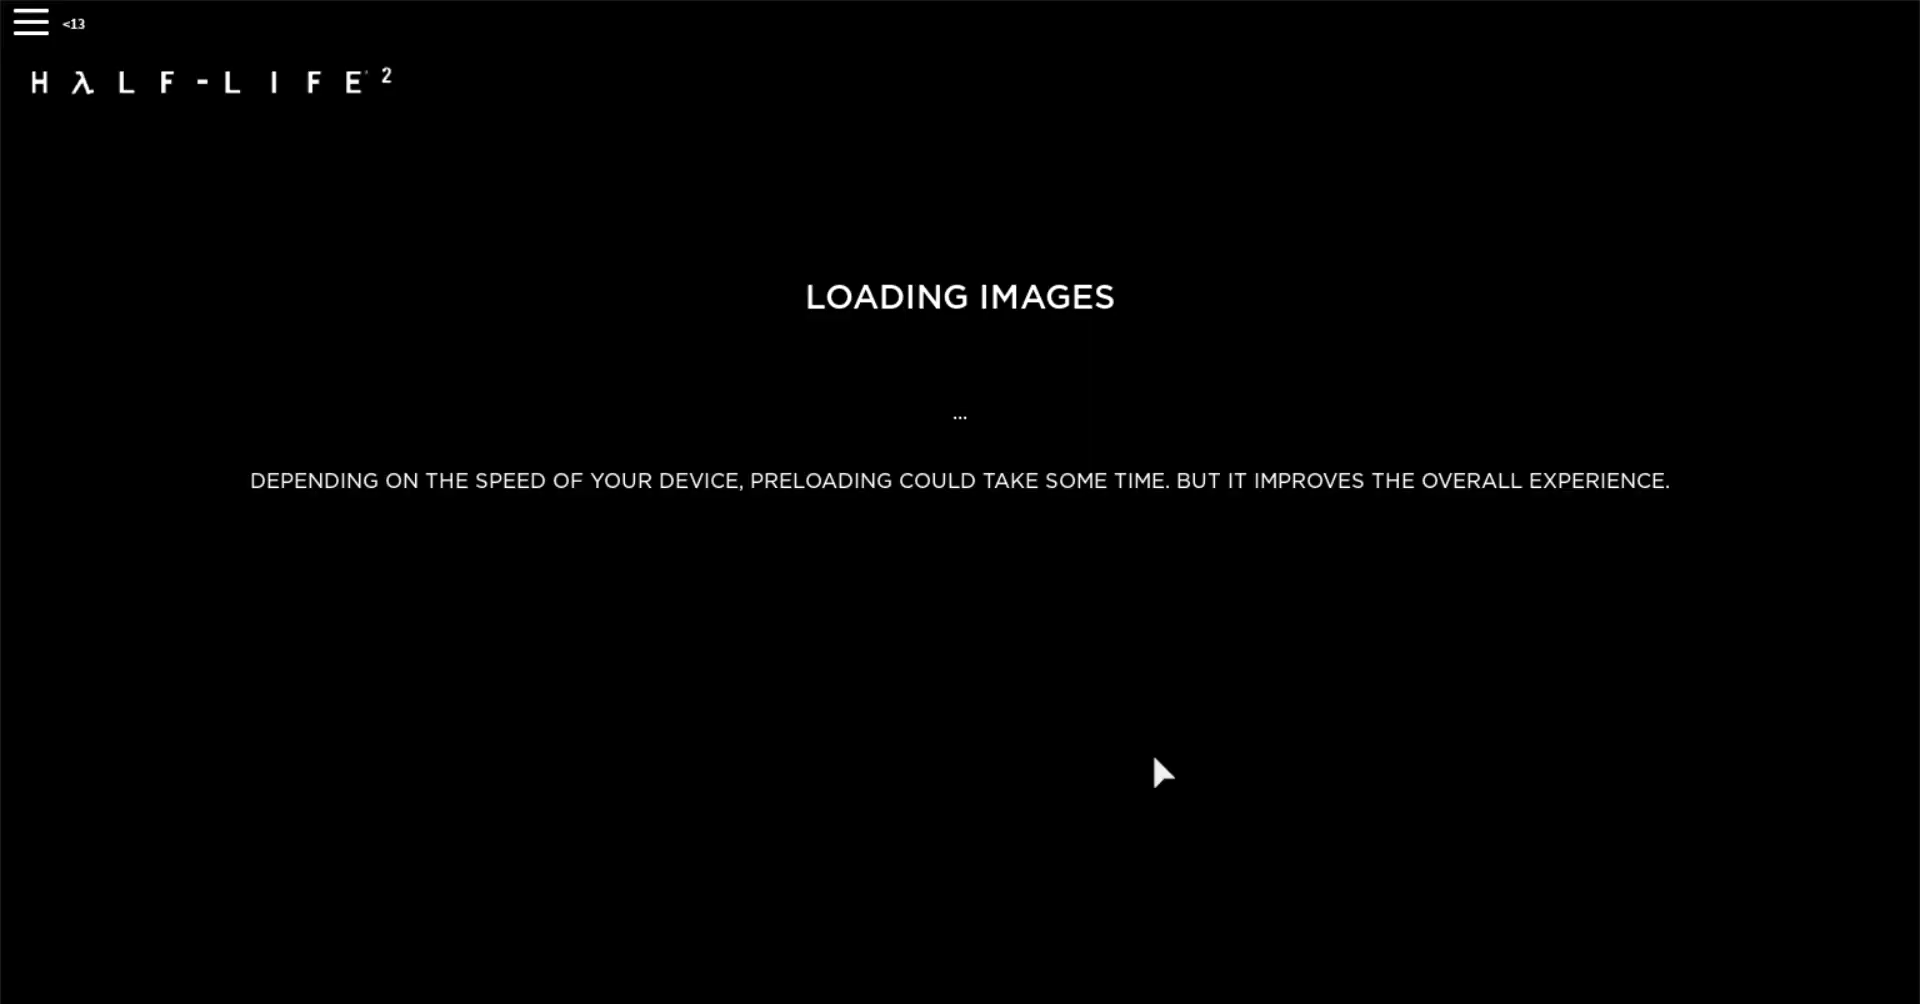 <13
HλLF-LIFE 2
LOADING IMAGES
...
DEPENDING ON THE SPEED OF YOUR DEVICE, PRELOADING COULD TAKE SOME TIME. BUT IT IMPROVES THE OVERALL EXPERIENCE.